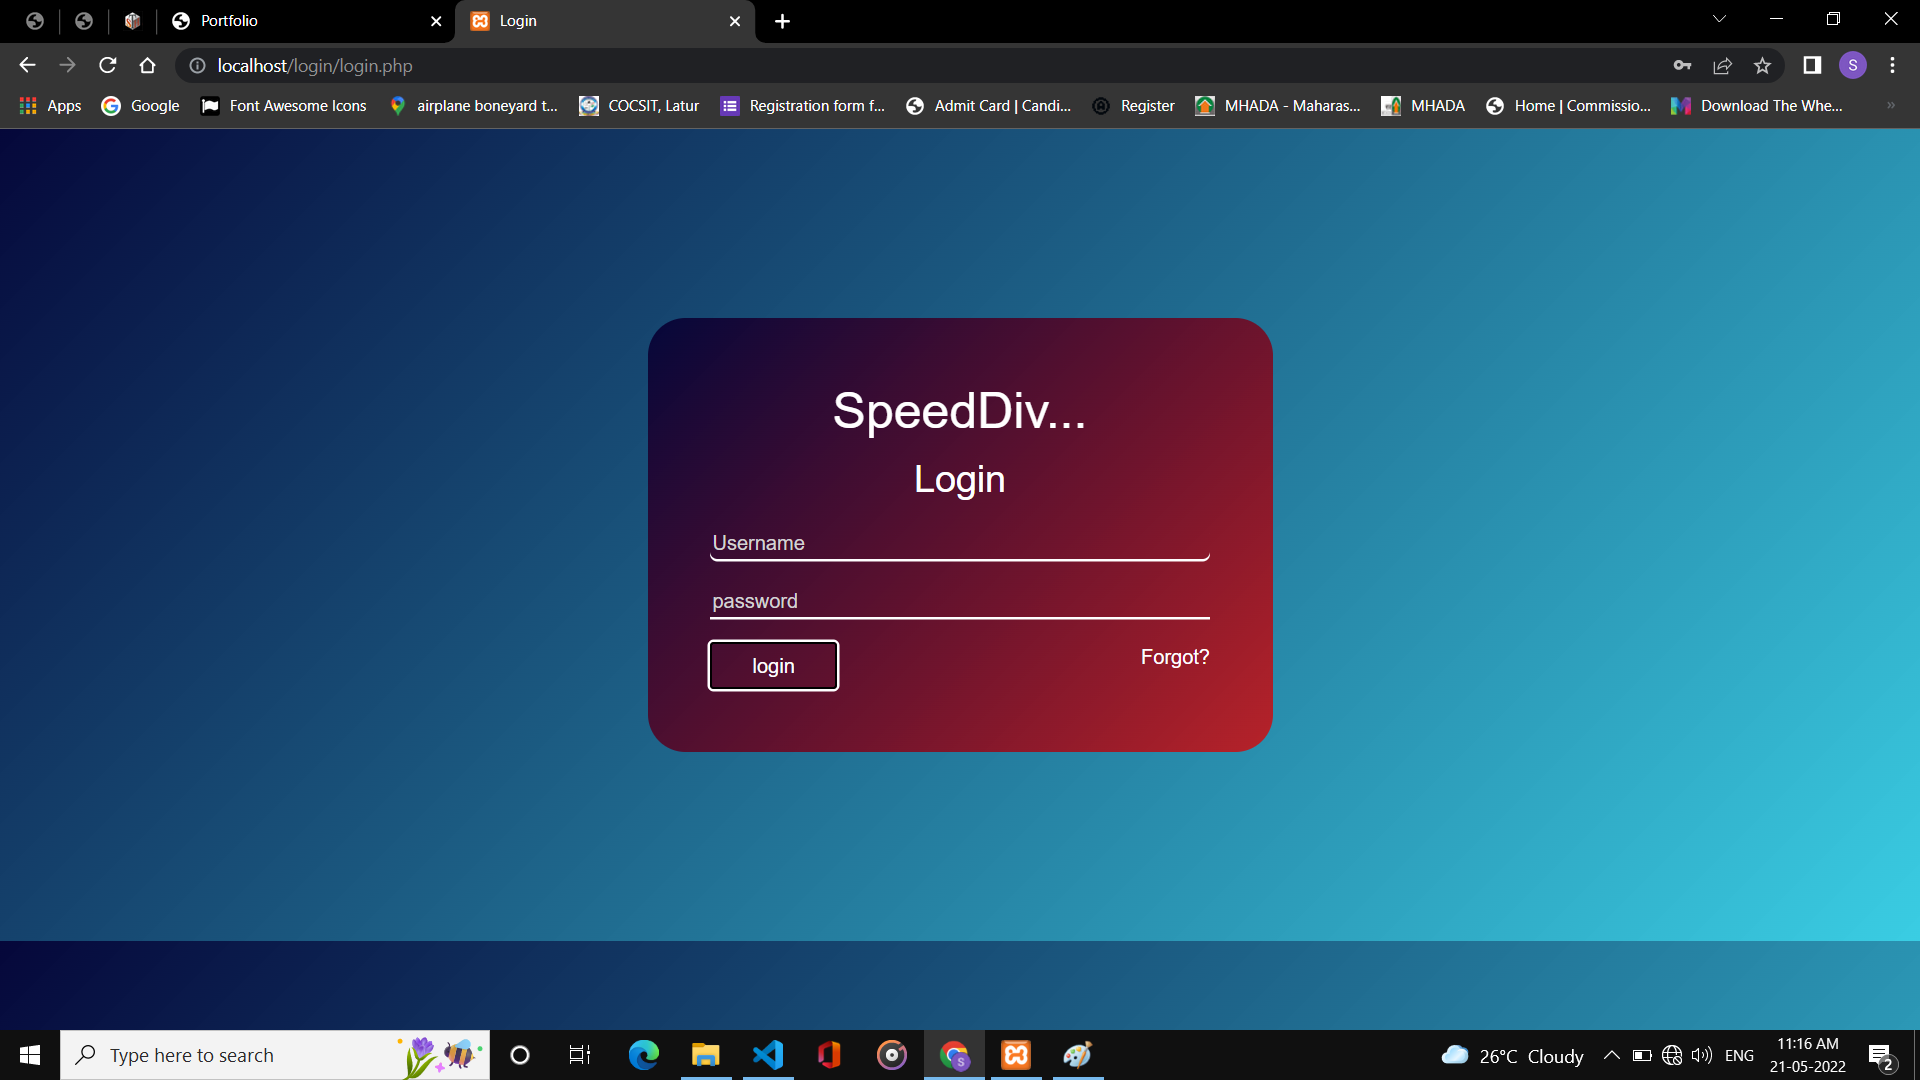 Portfolio
Login
localhost/login/login.php
S
Apps
Google
Font Awesome Icons
airplane boneyard t...
COCSIT, Latur
Registration form f...
Admit Card | Candi...
Register
MHADA - Maharas...
MHADA
Home | Commissio...
Download The Whe...
»
SpeedDiv...
Login
Username
password
login
Forgot?
Type here to search
S
26°C Cloudy
ENG
11:16 AM
21-05-2022
2